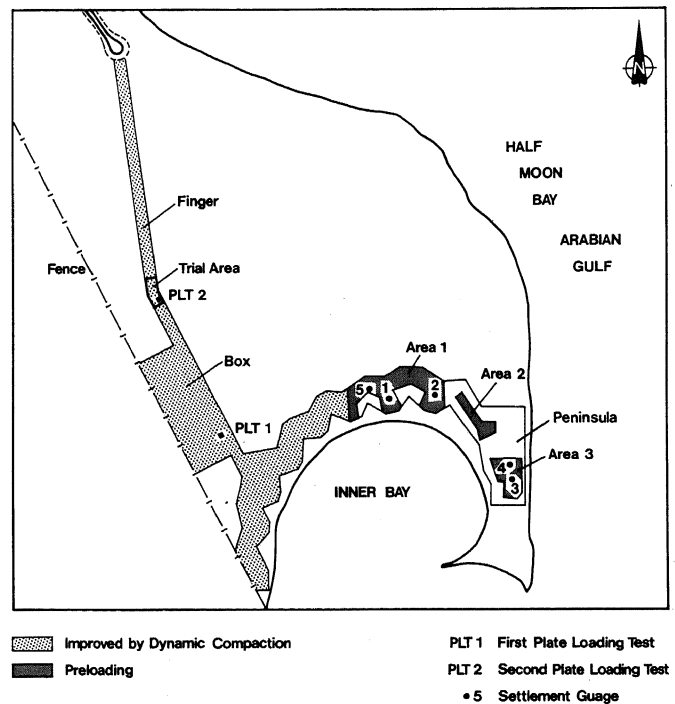 N
HALF
MOON
BAY
ARABIAN
GULF
Finger
Fence
Trial Area
PLT 2
Box
Area 1
5
1
2
Area 2
PLT 1
Peninsula
Area 3
4
3
INNER BAY
Improved by Dynamic Compaction
Preloading
PLT 1 First Plate Loading Test
PLT 2 Second Plate Loading Test
•5 Settlement Guage